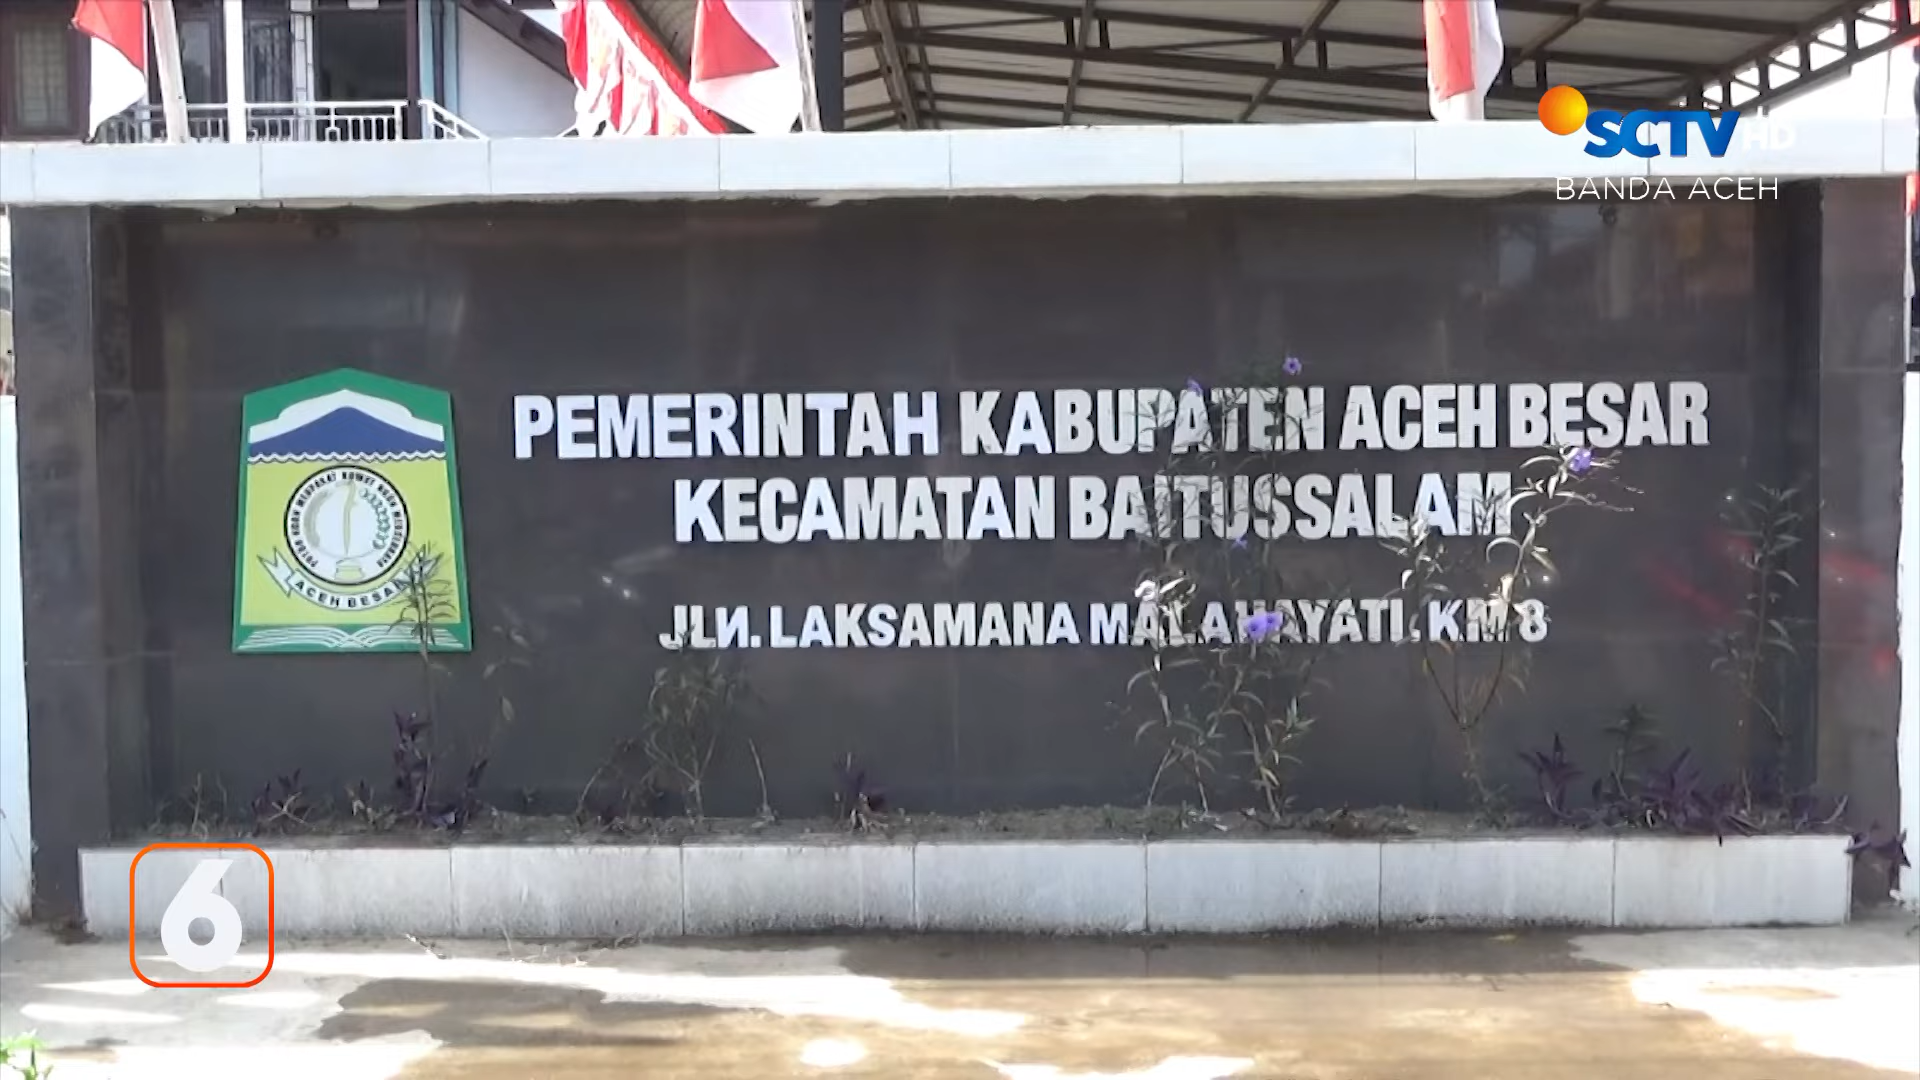 SCTV HD
BANDA ACEH
PEMERINTAH KABUPATEN ACEH BESAR
KECAMATAN BAITUSSALAM
JLN. LAKSAMANA MALAHAYATI. KM 8
ACEH BESAR
6